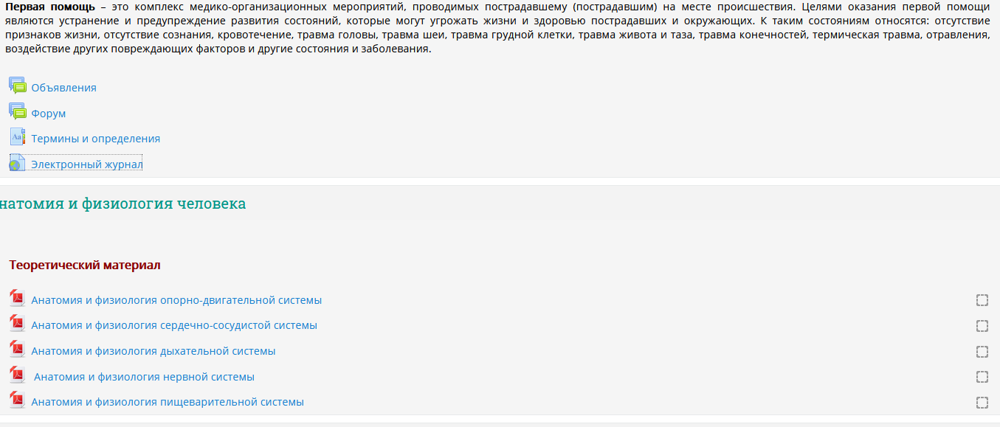 Первая помощь – это комплекс медико-организационных мероприятий, проводимых пострадавшему (пострадавшим) на месте происшествия. Целями оказания первой помощи
являются устранение и предупреждение развития состояний, которые могут угрожать жизни и здоровью пострадавших и окружающих. К таким состояниям относятся: отсутствие
признаков жизни, отсутствие сознания, кровотечение, травма головы, травма шеи, травма грудной клетки, травма живота и таза, травма конечностей, термическая травма, отравления,
воздействие других повреждающих факторов и другие состояния и заболевания.
Объявления
Форум
Термины и определения
Электронный журнал
натомия и физиология человека
Теоретический материал
Анатомия и физиология опорно-двигательной системы
Анатомия и физиология сердечно-сосудистой системы
Анатомия и физиология дыхательной системы
Анатомия и физиология нервной системы
Анатомия и физиология пищеварительной системы